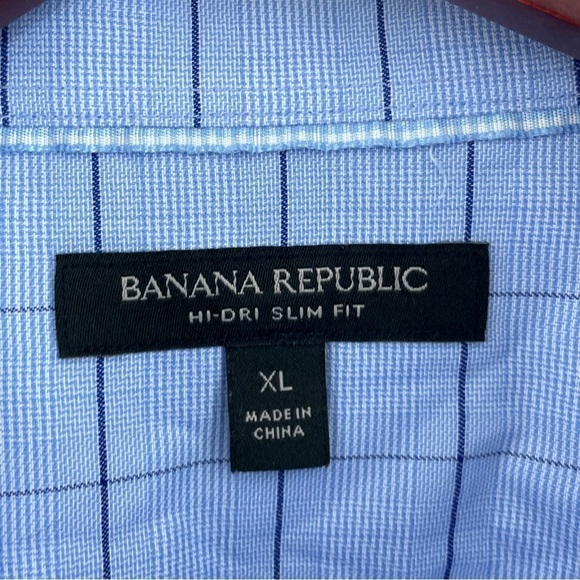 BANANA REPUBLIC
HI-DRI SLIM FIT
XL
MADE IN
CHINA